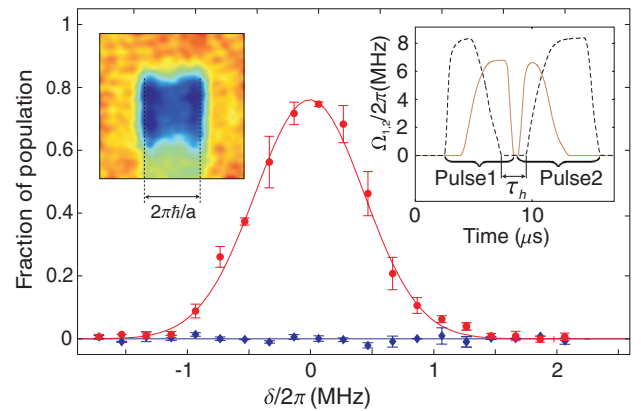 Fraction of population
1
0.8
0.6
0.4
0.2
0
-1
0
1
2
δ/2π (MHz)
2πħ/a
Ω₁,₂/2π(MHz)
8
6
4
2
0
Pulse1
Pulse2
τₕ
0
10
Time (μs)